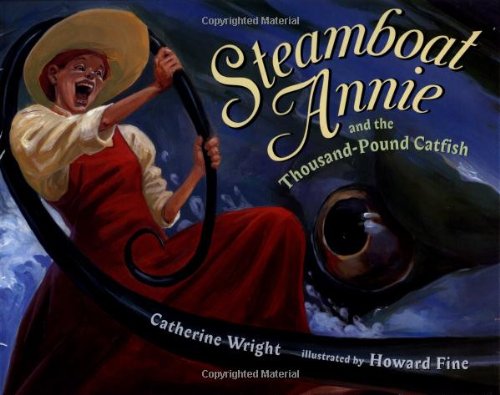 Copyrighted Material
Steamboat
Annie
and the
Thousand-Pound Catfish
Catherine Wright illustrated by Howard Fine
Copyrighted Material